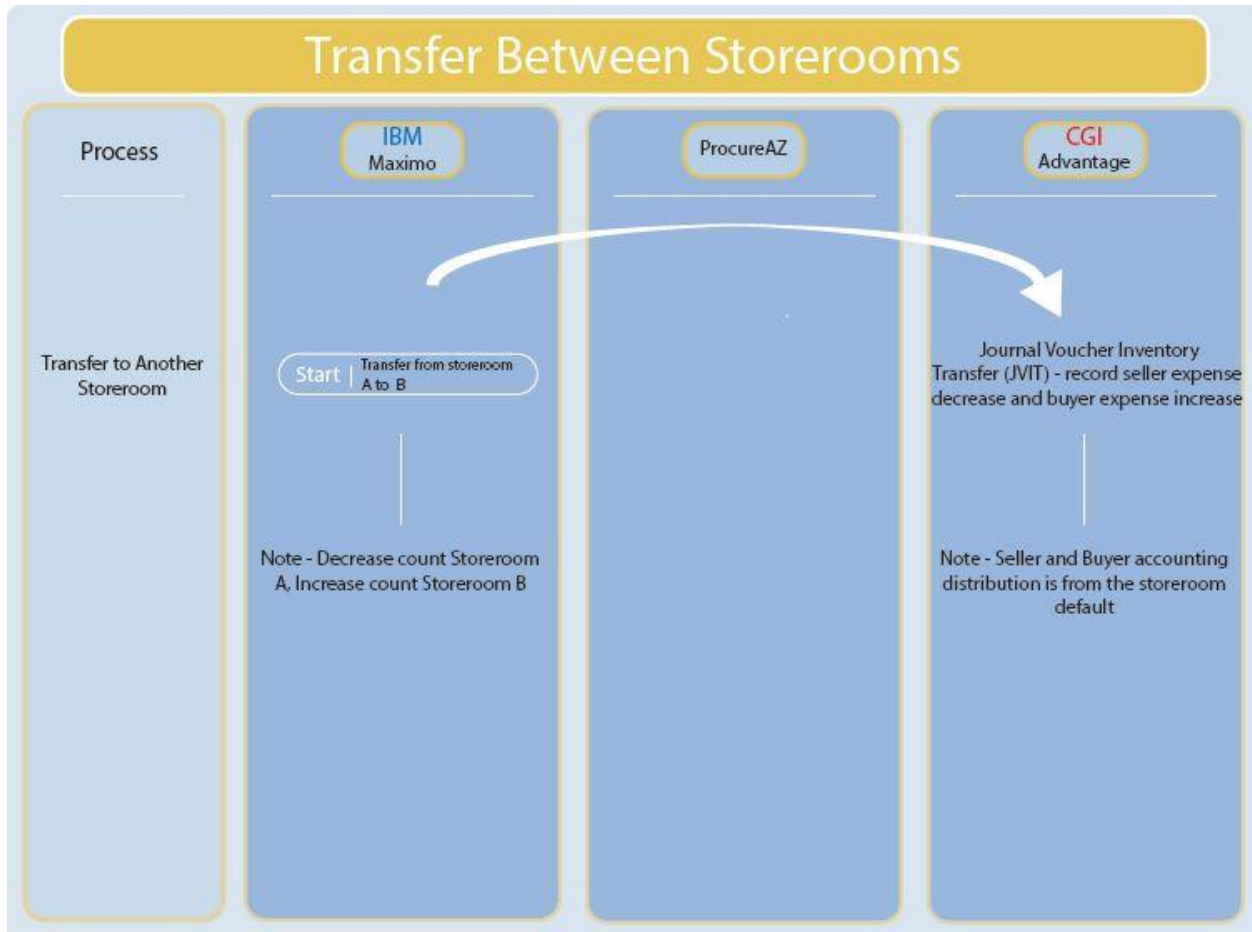 Transfer Between Storerooms
Process
IBM
Maximo
ProcureAZ
CGI
Advantage
Transfer to Another
Storeroom
Start | Transfer from storeroom
A to B
Journal Voucher Inventory
Transfer (JVIT) - record seller expense
decrease and buyer expense increase
Note - Decrease count Storeroom
A, Increase count Storeroom B
Note - Seller and Buyer accounting
distribution is from the storeroom
default